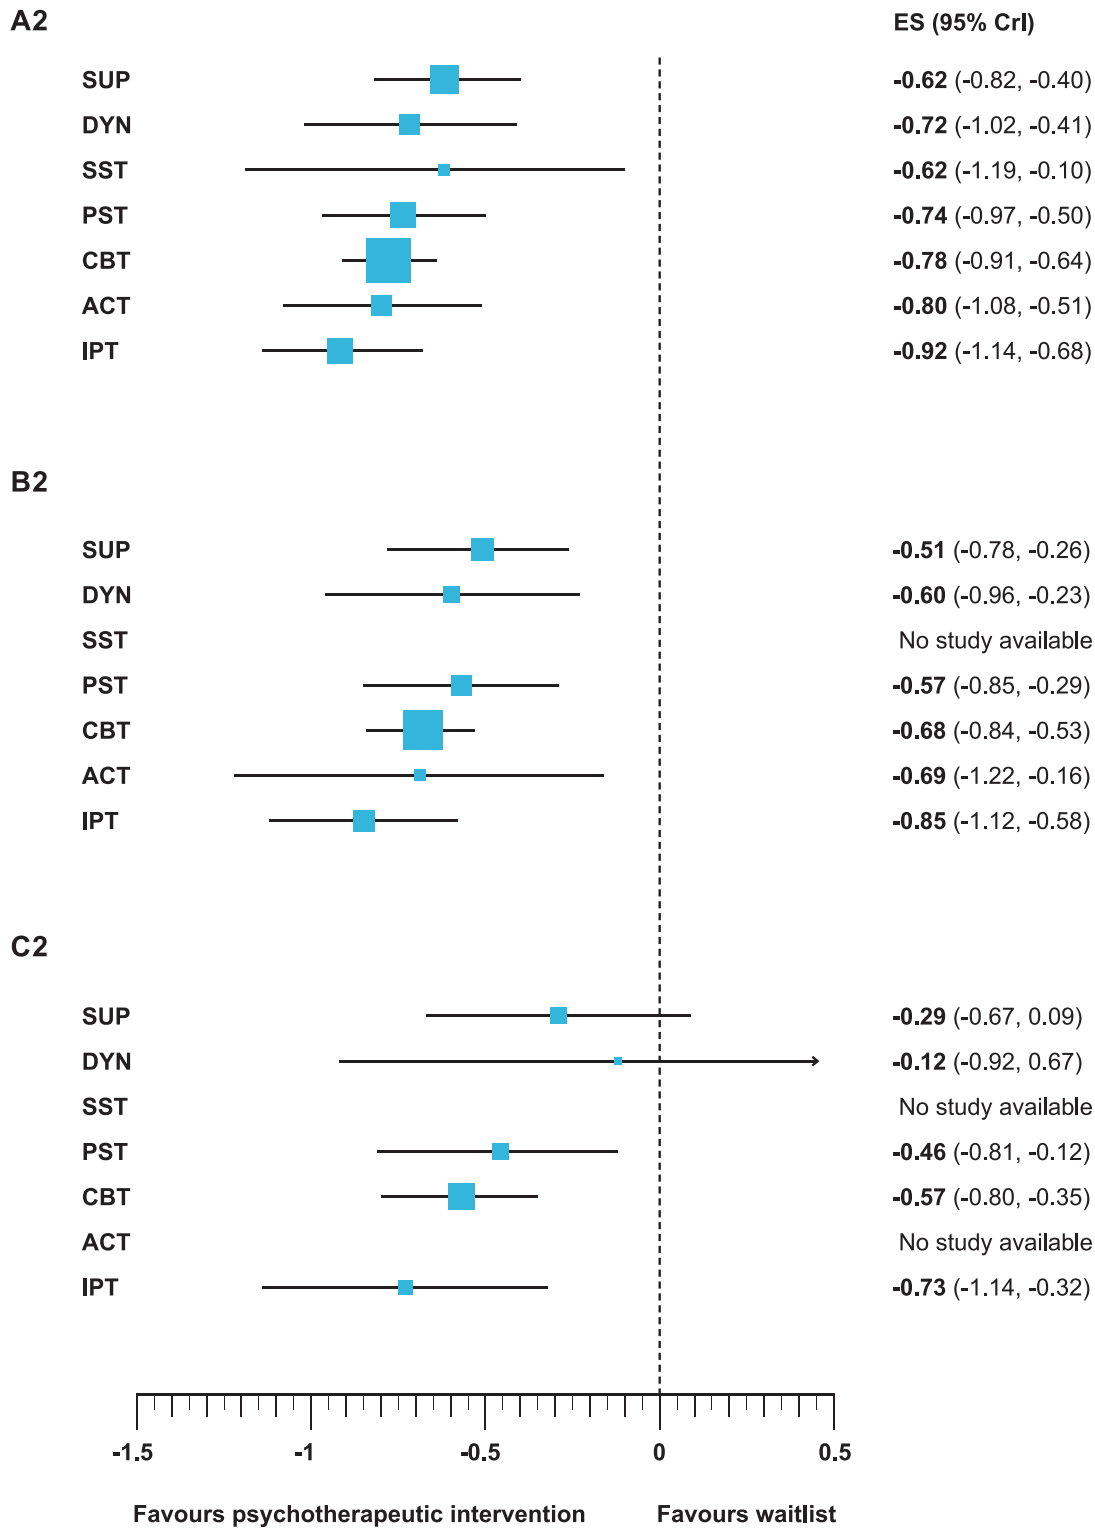 A2 ES (95% CrI)
SUP -0.62 (-0.82, -0.40)
DYN -0.72 (-1.02, -0.41)
SST -0.62 (-1.19, -0.10)
PST -0.74 (-0.97, -0.50)
CBT -0.78 (-0.91, -0.64)
ACT -0.80 (-1.08, -0.51)
IPT -0.92 (-1.14, -0.68)
B2
SUP -0.51 (-0.78, -0.26)
DYN -0.60 (-0.96, -0.23)
SST No study available
PST -0.57 (-0.85, -0.29)
CBT -0.68 (-0.84, -0.53)
ACT -0.69 (-1.22, -0.16)
IPT -0.85 (-1.12, -0.58)
C2
SUP -0.29 (-0.67, 0.09)
DYN -0.12 (-0.92, 0.67)
SST No study available
PST -0.46 (-0.81, -0.12)
CBT -0.57 (-0.80, -0.35)
ACT No study available
IPT -0.73 (-1.14, -0.32)
-1.5 -1 -0.5 0 0.5
Favours psychotherapeutic intervention Favours waitlist